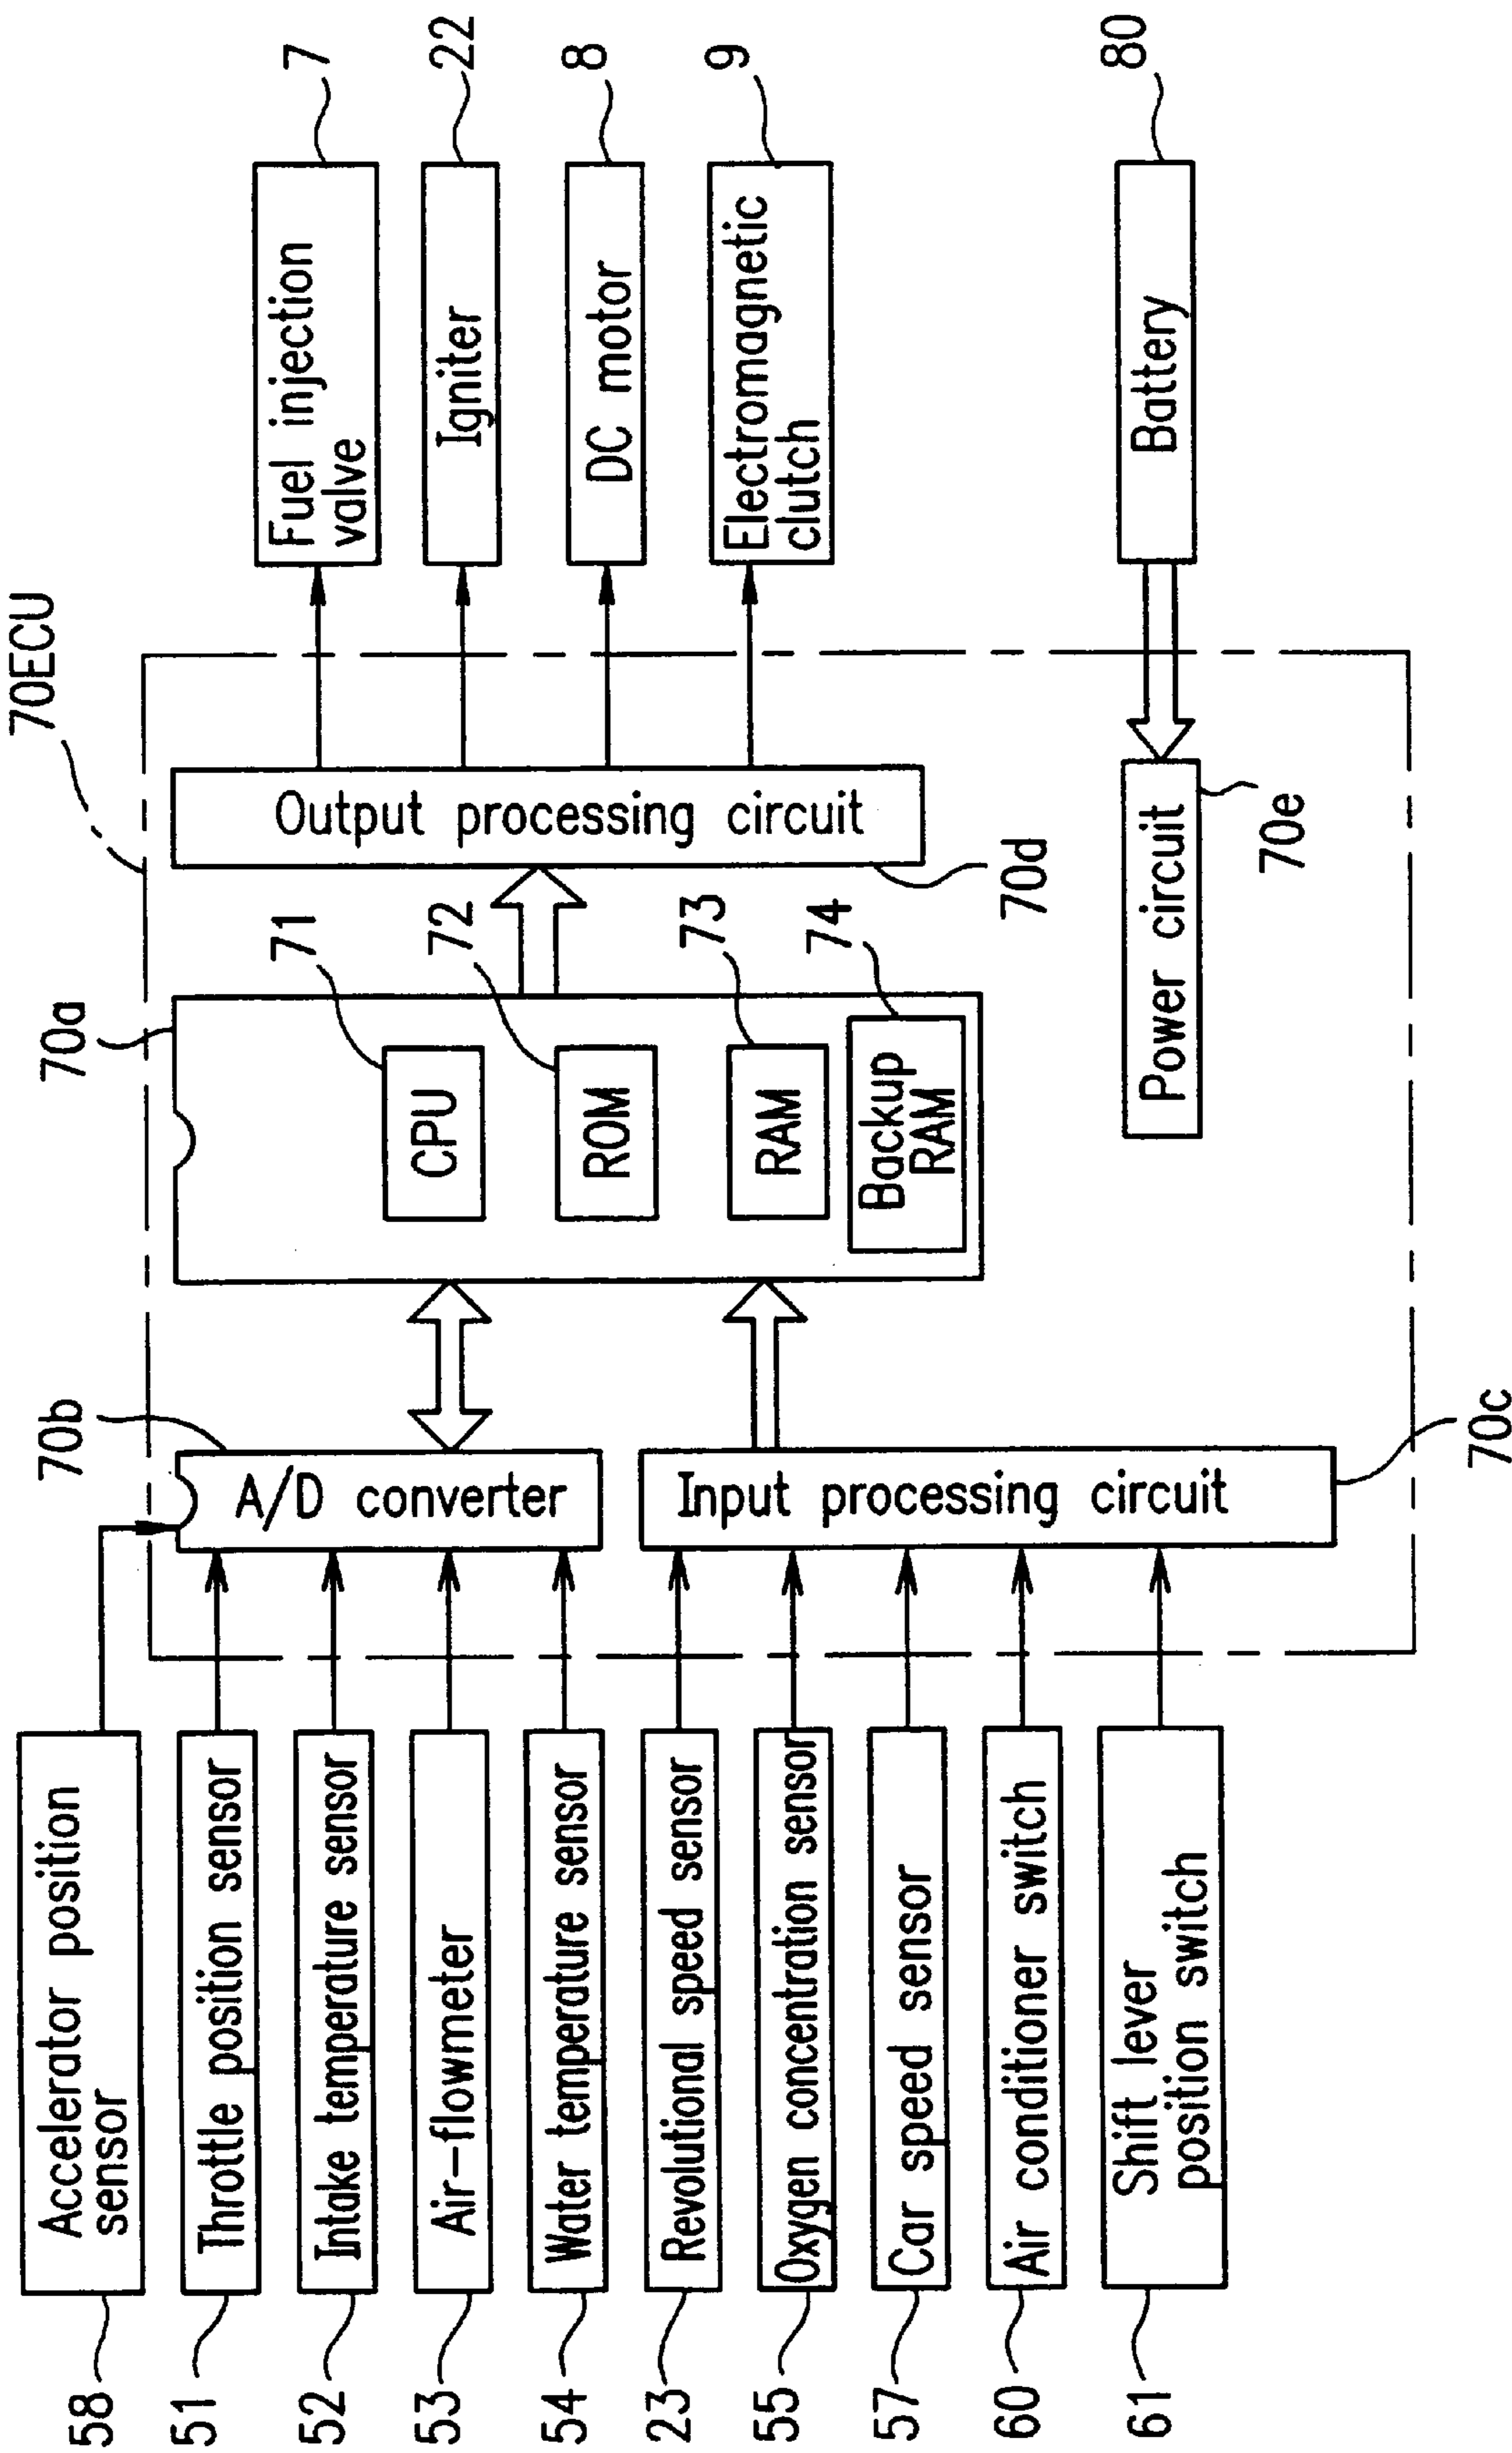 70ECU
70a
70b
70c
70d
70e
58
Accelerator position
sensor
51
Throttle position sensor
52
Intake temperature sensor
53
Air-flowmeter
54
Water temperature sensor
23
Revolutional speed sensor
55
Oxygen concentration sensor
57
Car speed sensor
60
Air conditioner switch
61
Shift lever
position switch
A/D converter
Input processing circuit
71
CPU
72
ROM
73
RAM
74
Backup
RAM
Output processing circuit
Power circuit
Fuel injection
valve
7
Igniter
22
DC motor
8
Electromagnetic
clutch
9
Battery
80